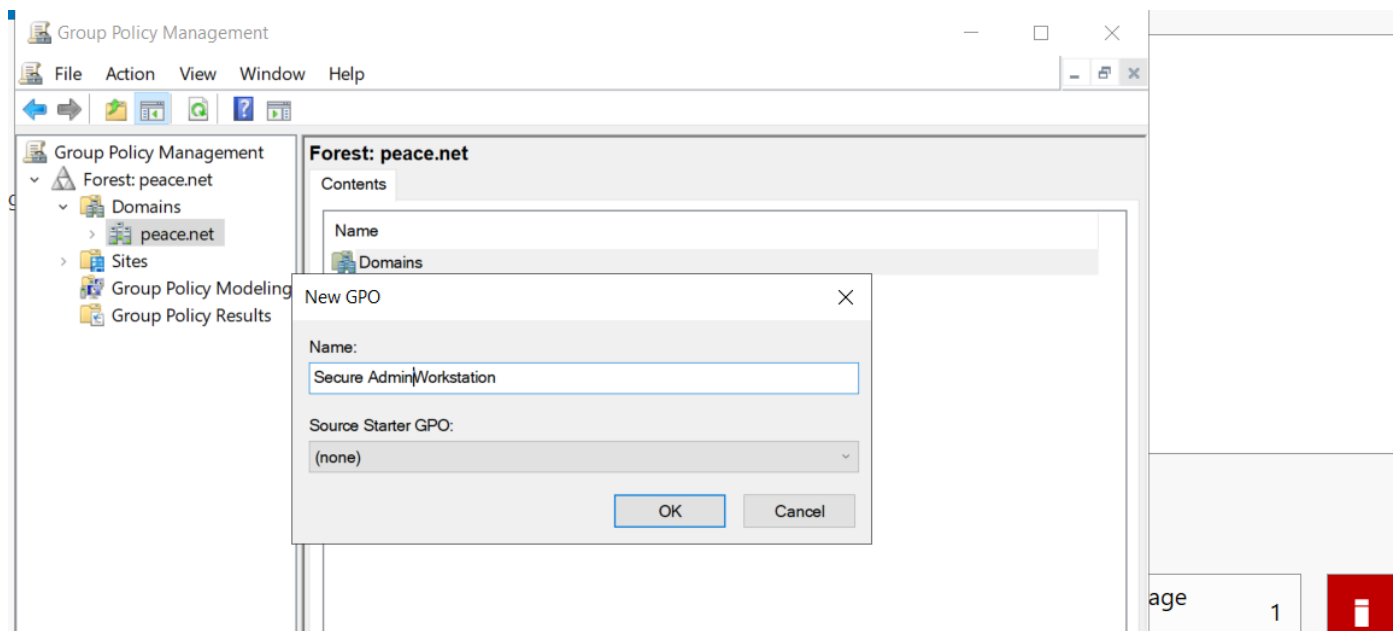 Group Policy Management
File Action View Window Help
Group Policy Management
Forest: peace.net
Domains
peace.net
Sites
Group Policy Modeling
Group Policy Results
Forest: peace.net
Contents
Name
Domains
New GPO
Name:
Secure AdminWorkstation
Source Starter GPO:
(none)
OK Cancel
age
1